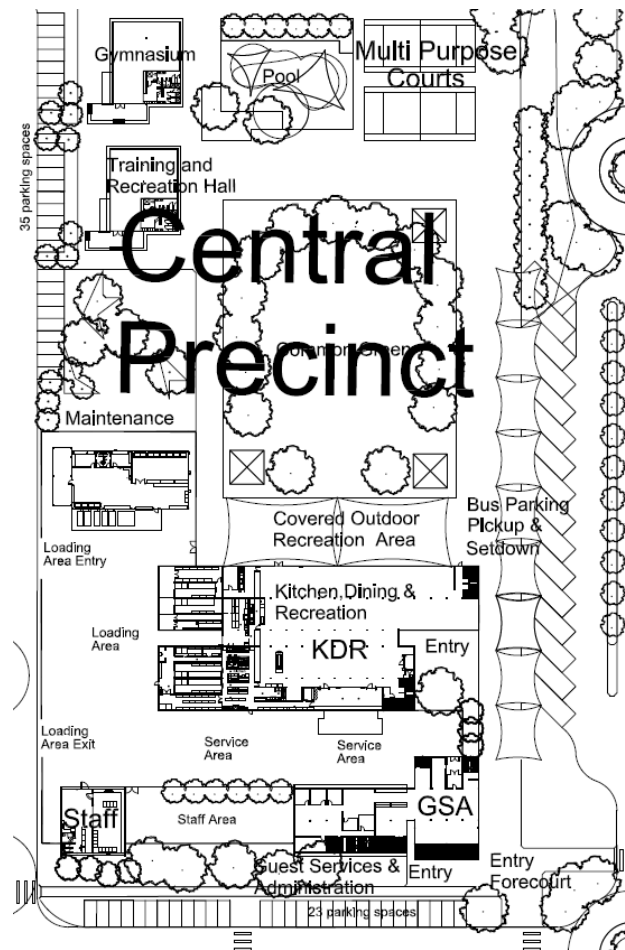 Gymnasium
Pool
Multi Purpose
Courts
35 parking spaces
Training and
Recreation Hall
Central
Precinct
Common Green
Maintenance
Covered Outdoor
Recreation Area
Bus Parking
Pickup &
Setdown
Loading
Area Entry
Kitchen,Dining &
Recreation
KDR
Entry
Loading
Area
Loading
Area Exit
Service
Area
Service
Area
Staff
Staff Area
GSA
Guest Services &
Administration
Entry
Entry
Forecourt
23 parking spaces